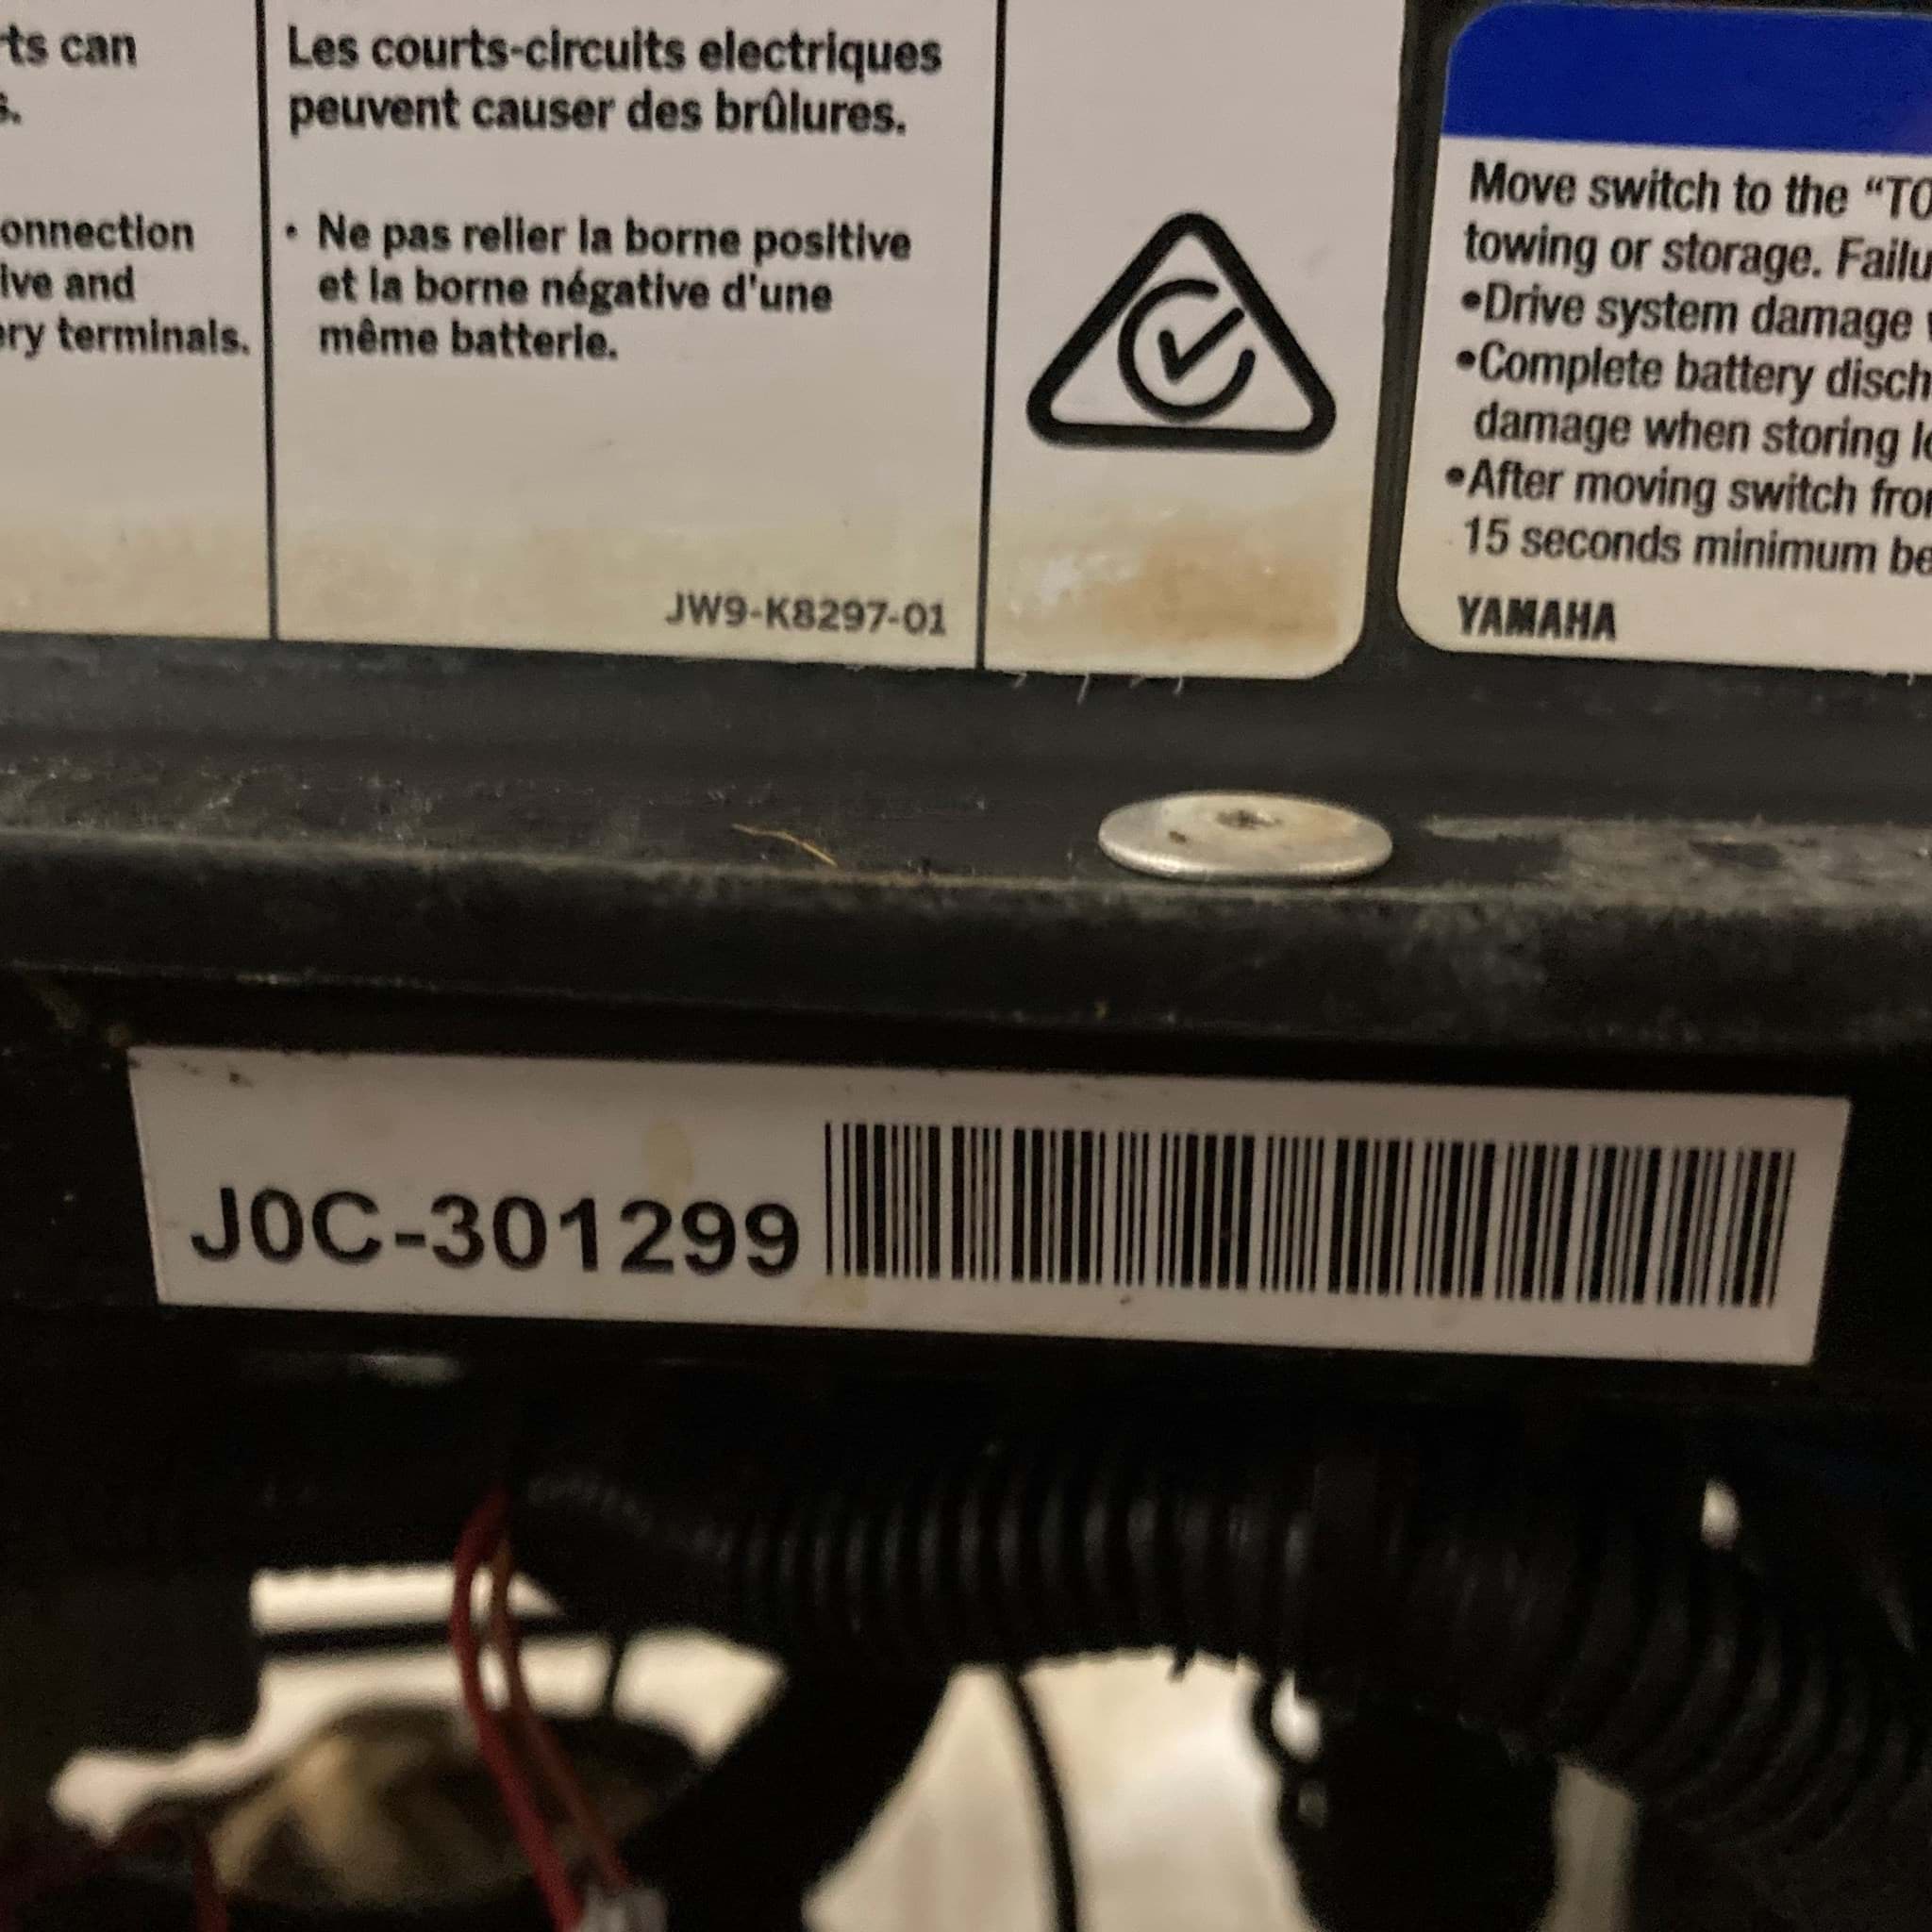 ts can
s.
onnection
ive and
ery terminals.
Les courts-circuits electriques
peuvent causer des brûlures.
• Ne pas relier la borne positive
et la borne négative d'une
même batterie.
JW9-K8297-01
Move switch to the "TO
towing or storage. Failu
•Drive system damage
•Complete battery disch
damage when storing
•After moving switch fro
15 seconds minimum be
YAMAHA
J0C-301299